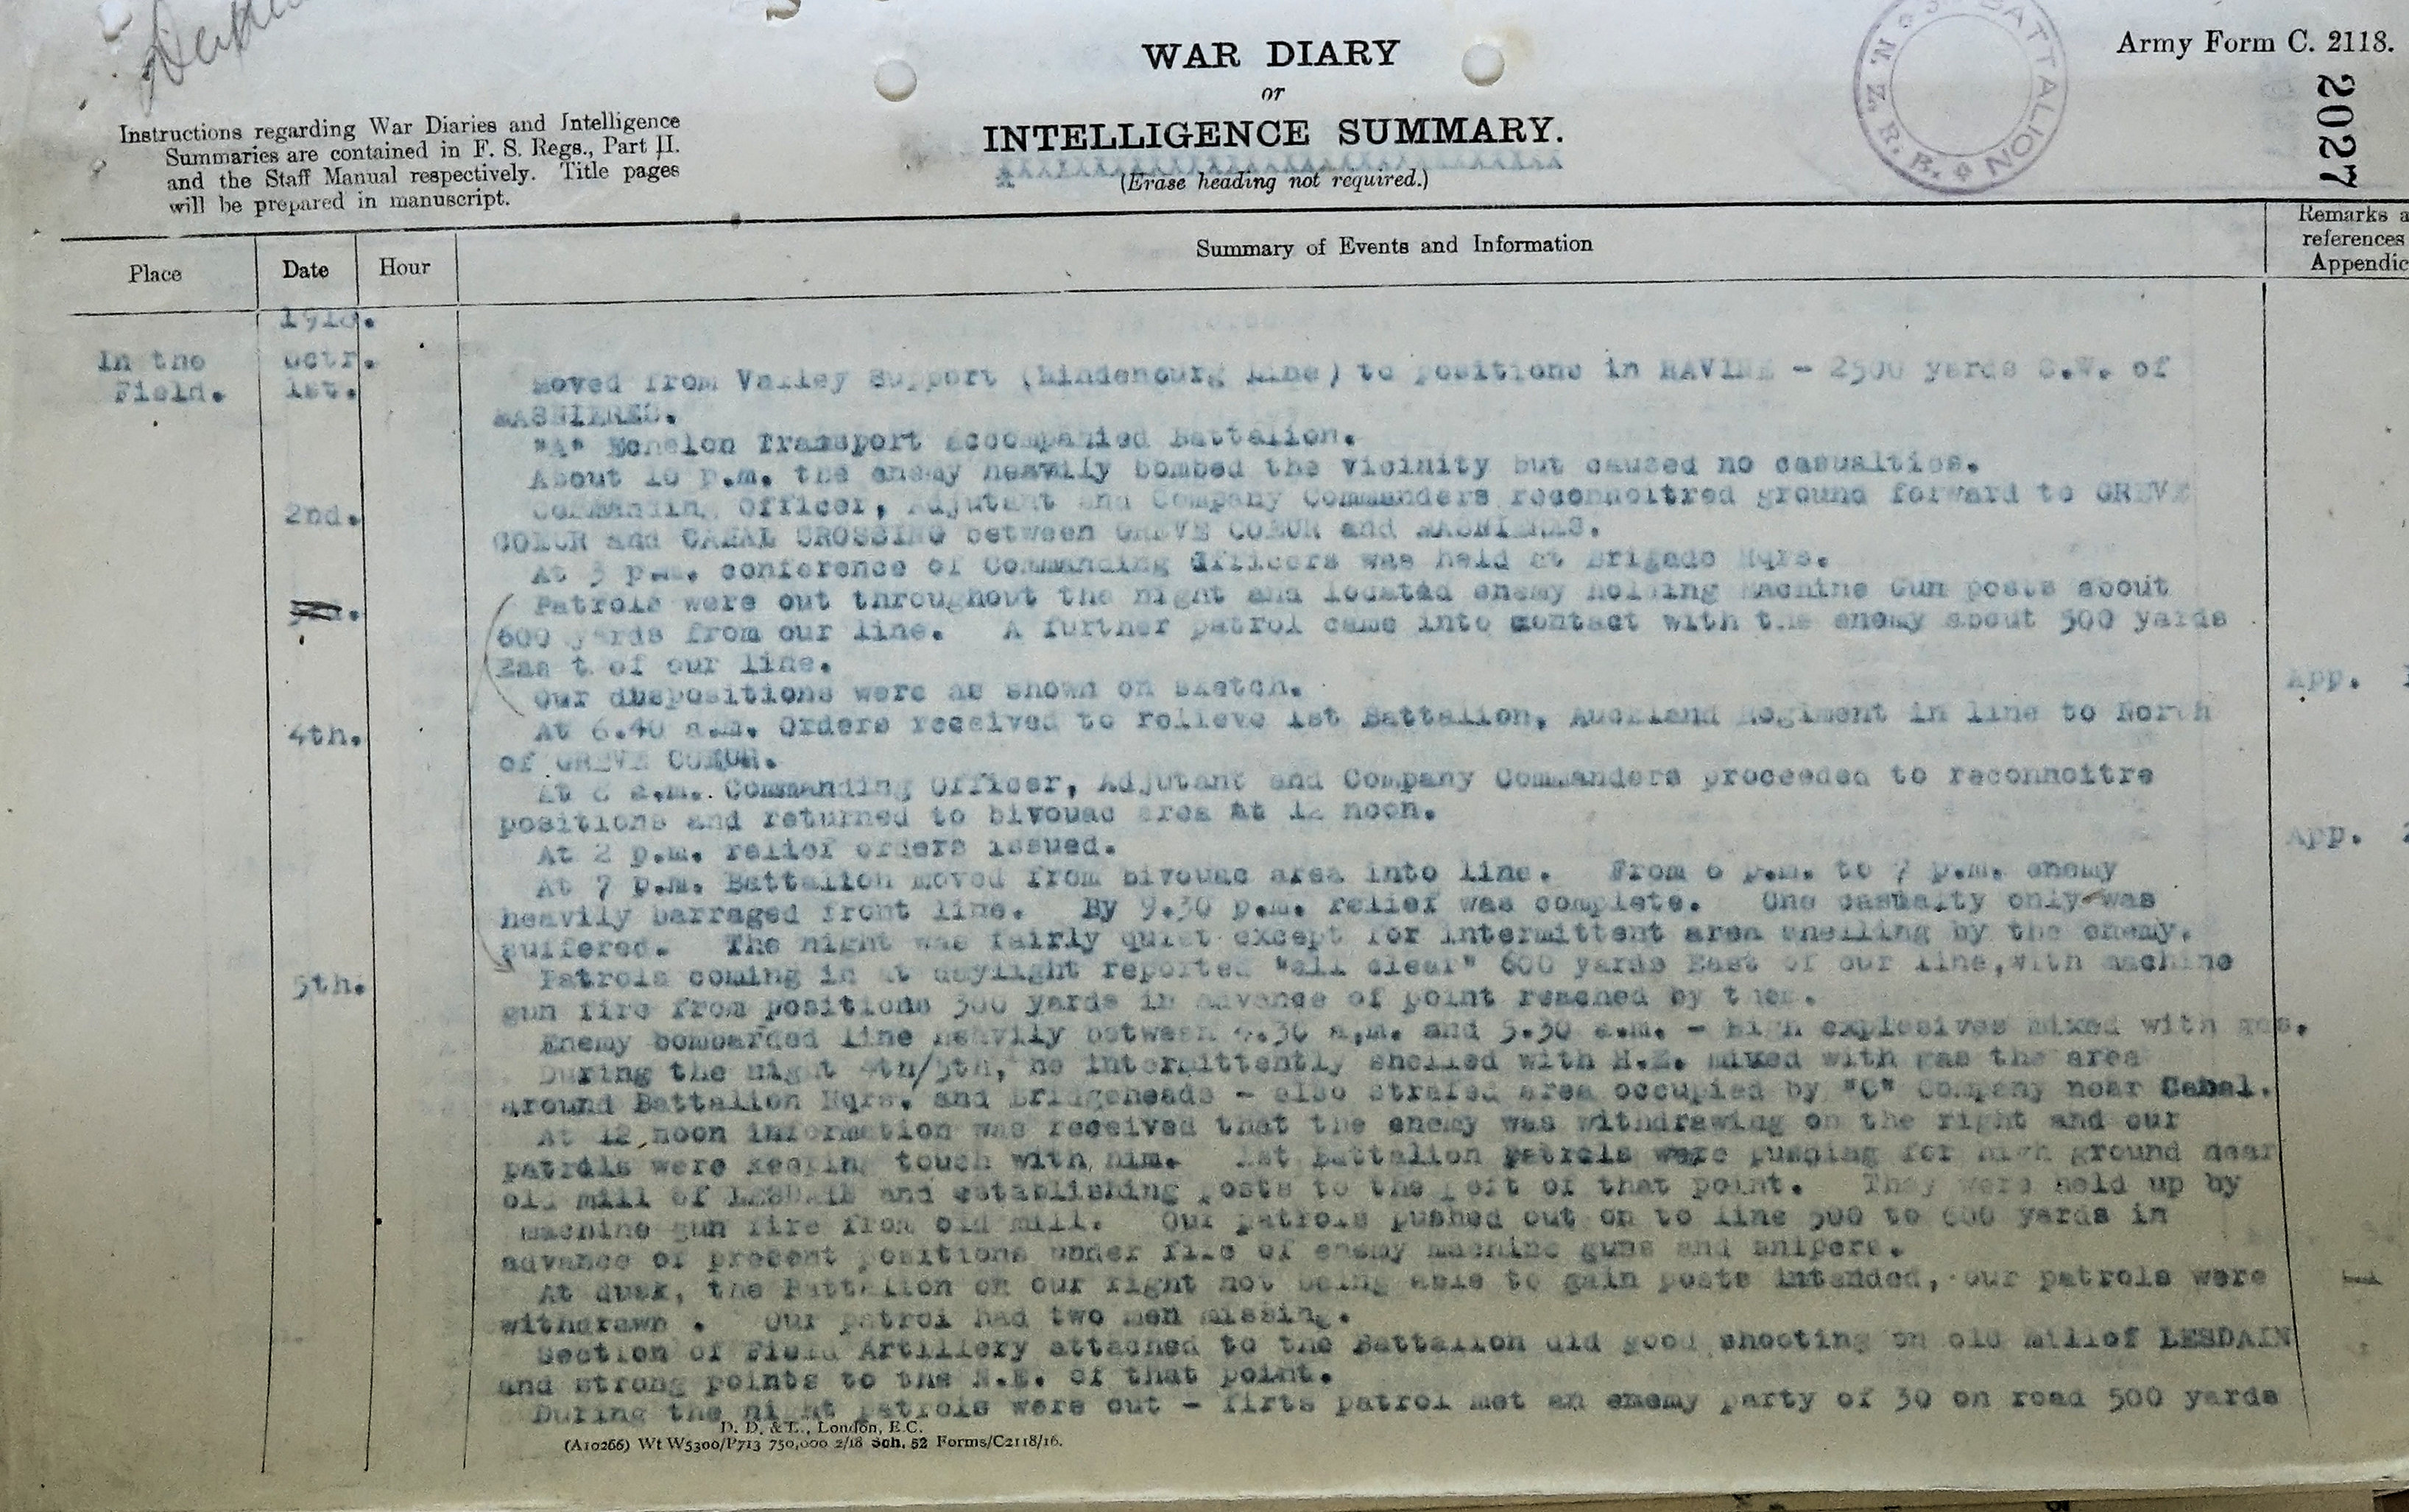 WAR DIARY
or
INTELLIGENCE SUMMARY.
(Erase heading not required.)
Army Form C. 2118.
2027
BATTALION
N. Z. R. B.
Instructions regarding War Diaries and Intelligence
Summaries are contained in F. S. Regs., Part II.
and the Staff Manual respectively. Title pages
will be prepared in manuscript.
Place
Date
Hour
Summary of Events and Information
Remarks a
references
Appendic
1918.
In the
Field.
Octr.
1st.
Moved from Valley Support (Hindenburg Line) to positions in RAVINE - 2500 yards S.W. of
MASNIERES.
"A" Echelon Transport accompanied Battalion.
About 10 p.m. the enemy heavily bombed the vicinity but caused no casualties.
2nd.
Commanding Officer, Adjutant and Company Commanders reconnoitred ground forward to GREVE
COEUR and CANAL CROSSING between GREVE COEUR and MASNIERES.
At 3 p.m. conference of Commanding Officers was held at Brigade Hqrs.
Patrols were out throughout the night and located enemy holding Machine Gun posts about
600 yards from our line. A further patrol came into contact with the enemy about 500 yards
Eas t of our line.
Our dispositions were as shown on sketch.
App.
4th.
At 6.40 a.m. Orders received to relieve 1st Battalion, Auckland Regiment in line to North
of GREVE COEUR.
At 8 a.m. Commanding Officer, Adjutant and Company Commanders proceeded to reconnoitre
positions and returned to bivouac area at 12 noon.
At 2 p.m. relief orders issued.
App. 2
At 7 p.m. Battalion moved from bivouac area into line. From 6 p.m. to 7 p.m. enemy
heavily barraged front line. By 9.30 p.m. relief was complete. One casualty only was
suffered. The night was fairly quiet except for intermittent area shelling by the enemy.
5th.
Patrols coming in at daylight reported "all clear" 600 yards East of our line, with machine
gun fire from positions 300 yards in advance of point reached by them.
Enemy bombarded line heavily between 4.30 a.m. and 5.30 a.m. - high explosives mixed with gas.
During the night 4th/5th, he intermittently shelled with H.E. mixed with gas the area
around Battalion Hqrs. and Bridgeheads - also strafed area occupied by "C" Company near Canal.
At 12 noon information was received that the enemy was withdrawing on the right and our
patrols were keeping touch with him. 1st Battalion patrols were pushing for high ground near
old mill of LESDAIN and establishing posts to the left of that point. They were held up by
machine gun fire from old mill. Our patrols pushed out on to line 500 to 600 yards in
advance of present positions under fire of enemy machine guns and snipers.
At dusk, the Battalion on our right not being able to gain posts intended, our patrols were
withdrawn . Our patrol had two men missing.
Section of Field Artillery attached to the Battalion did good shooting on old millof LESDAIN
and strong points to the N.E. of that point.
During the night patrols were out - firts patrol met an enemy party of 30 on road 500 yards
D. D. & L., London, E.C.
(A10266) Wt W5300/P713 750,000 2/18 Sch. 52 Forms/C2118/16.